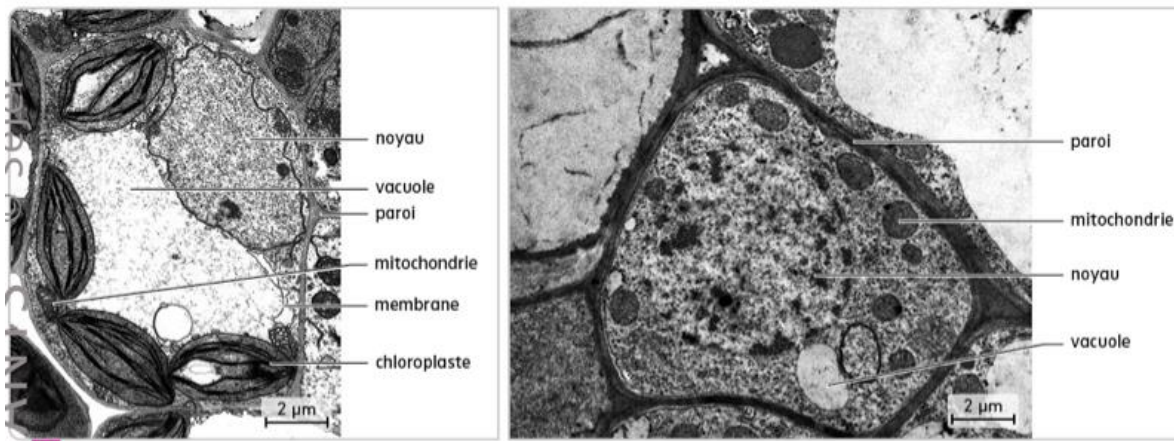 noyau
vacuole
paroi
mitochondrie
membrane
chloroplaste
2 µm
paroi
mitochondrie
noyau
vacuole
2 µm